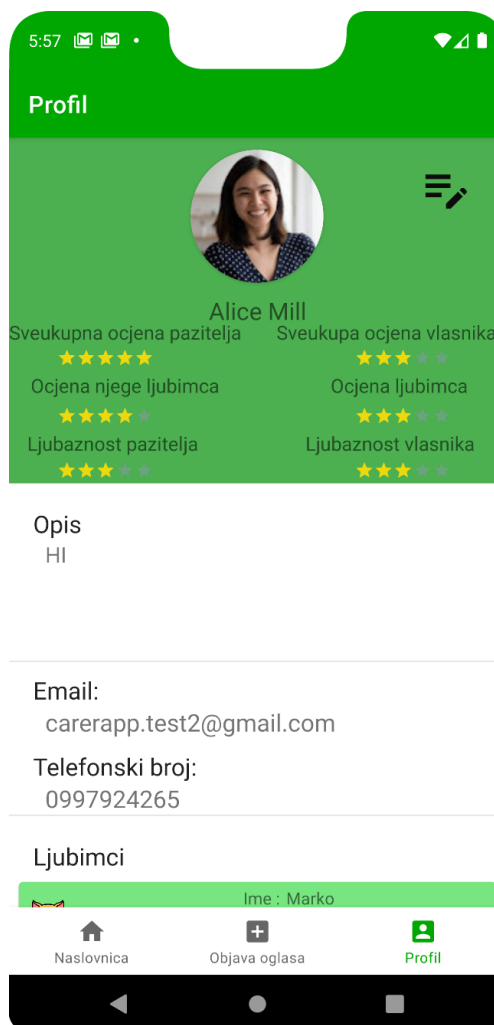 5:57
Profil
Alice Mill
Sveukupna ocjena pazitelja Sveukupa ocjena vlasnika
Ocjena njege ljubimca Ocjena ljubimca
Ljubaznost pazitelja Ljubaznost vlasnika
Opis
HI
Email:
carerapp.test2@gmail.com
Telefonski broj:
0997924265
Ljubimci
Ime : Marko
Naslovnica Objava oglasa Profil